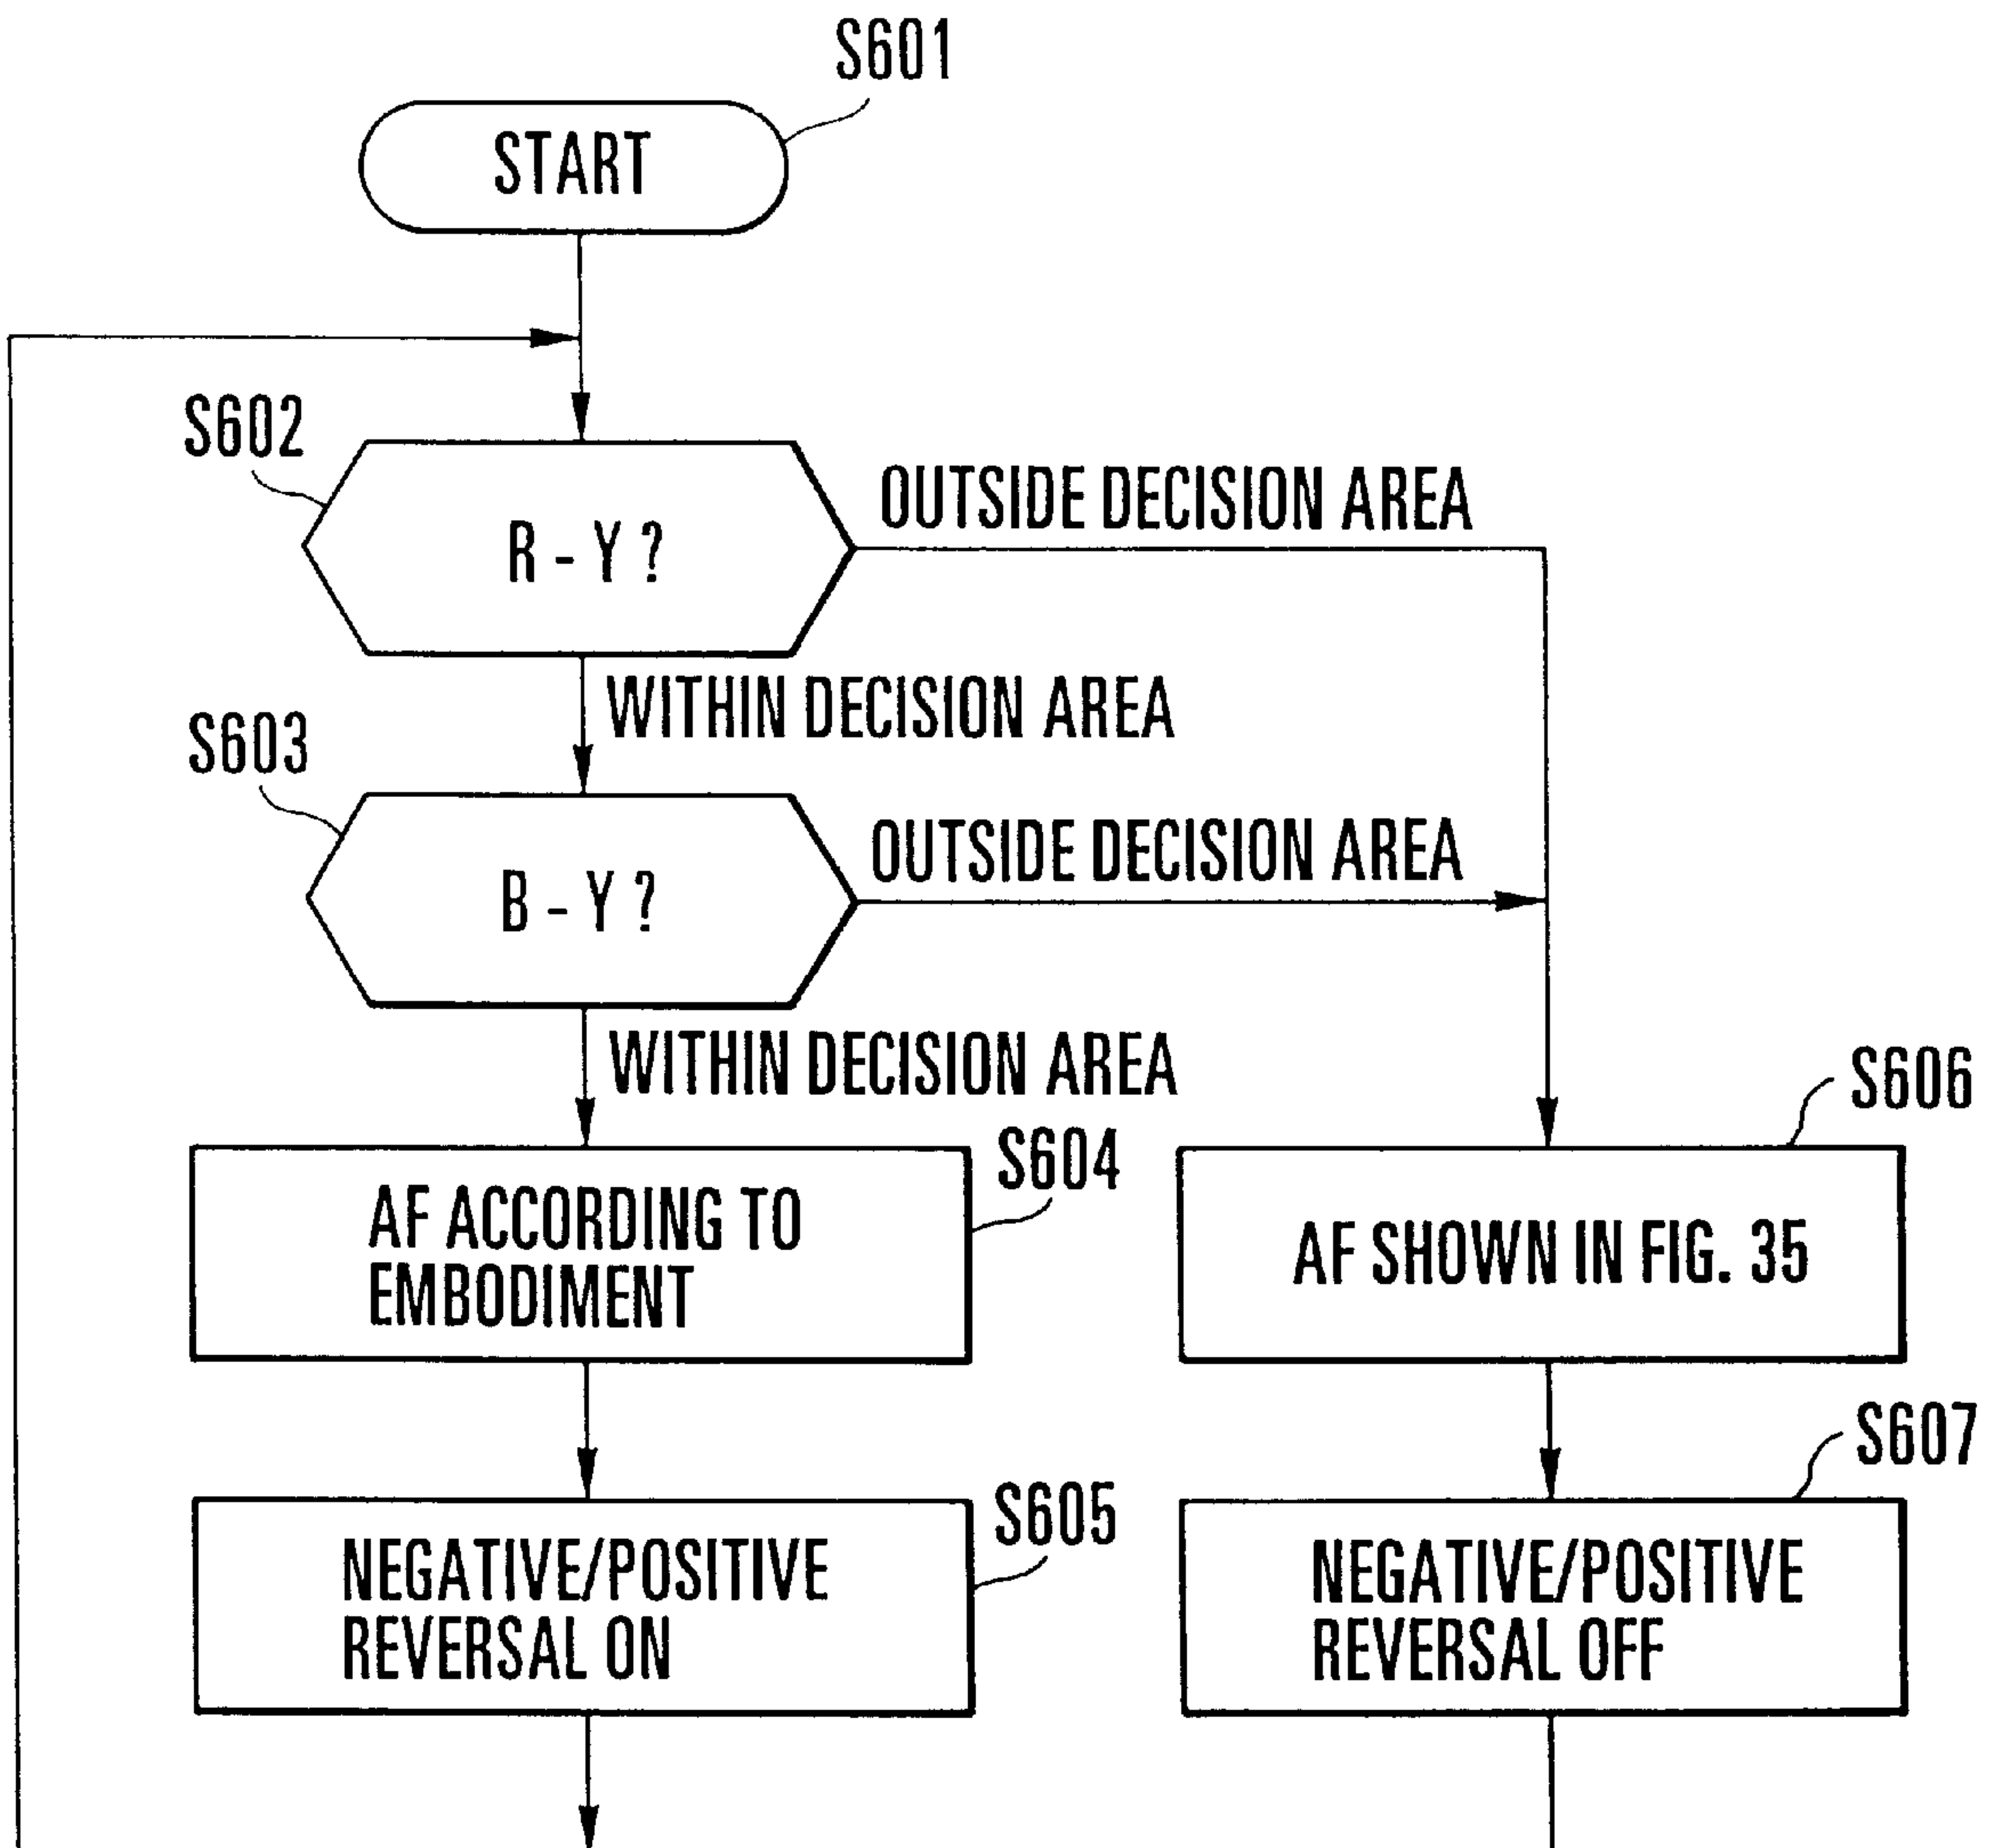 S601
START
S602
R - Y ?
OUTSIDE DECISION AREA
WITHIN DECISION AREA
S603
B - Y ?
OUTSIDE DECISION AREA
WITHIN DECISION AREA
S604
AF ACCORDING TO
EMBODIMENT
S606
AF SHOWN IN FIG. 35
S605
NEGATIVE/POSITIVE
REVERSAL ON
S607
NEGATIVE/POSITIVE
REVERSAL OFF